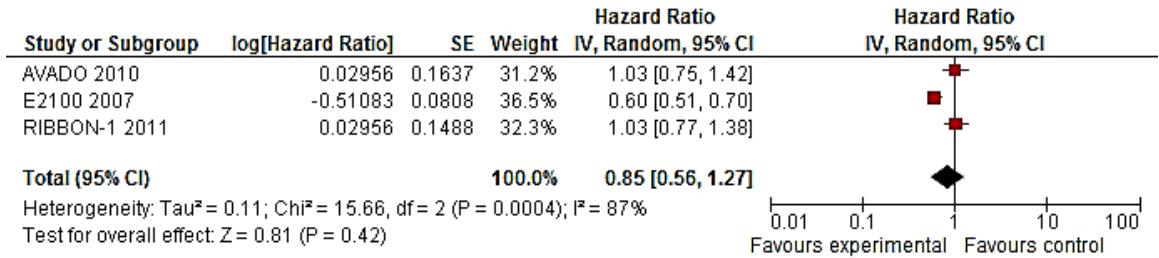 Hazard Ratio Hazard Ratio
Study or Subgroup log[Hazard Ratio] SE Weight IV, Random, 95% CI IV, Random, 95% CI
AVADO 2010 0.02956 0.1637 31.2% 1.03 [0.75, 1.42]
E2100 2007 -0.51083 0.0808 36.5% 0.60 [0.51, 0.70]
RIBBON-1 2011 0.02956 0.1488 32.3% 1.03 [0.77, 1.38]
Total (95% CI) 100.0% 0.85 [0.56, 1.27]
Heterogeneity: Tau² = 0.11; Chi² = 15.66, df = 2 (P = 0.0004); I² = 87%
Test for overall effect: Z = 0.81 (P = 0.42)
0.01 0.1 1 10 100
Favours experimental Favours control